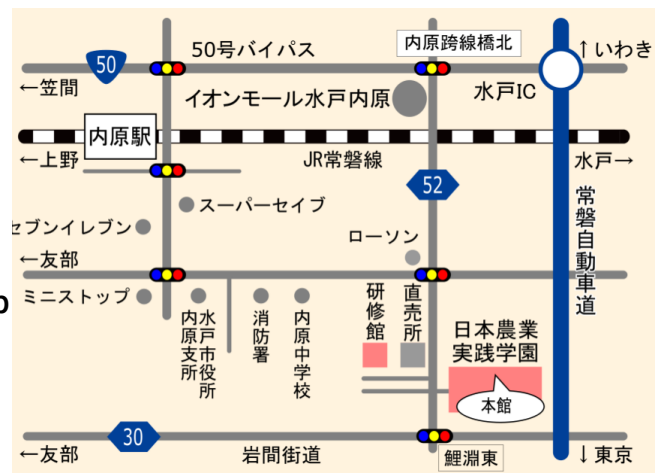 50号バイパス
内原跨線橋北
↑いわき
50
←笠間
イオンモール水戸内原
水戸IC
内原駅
←上野
JR常磐線
水戸→
52
常磐自動車道
スーパーセイブ
セブンイレブン
ローソン
←友部
ミニストップ
水戸市役所
内原支所
消防署
内原中学校
研修館
直売所
日本農業
実践学園
本館
30
←友部
岩間街道
鯉淵東
↓東京